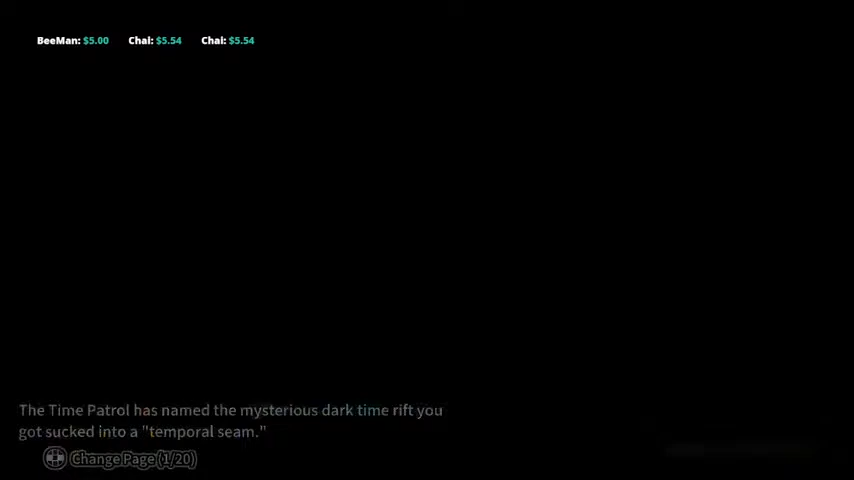 BeeMan: $5.00 Chai: $5.54 Chai: $5.54
The Time Patrol has named the mysterious dark time rift you
got sucked into a "temporal seam."
Change Page (1/20)